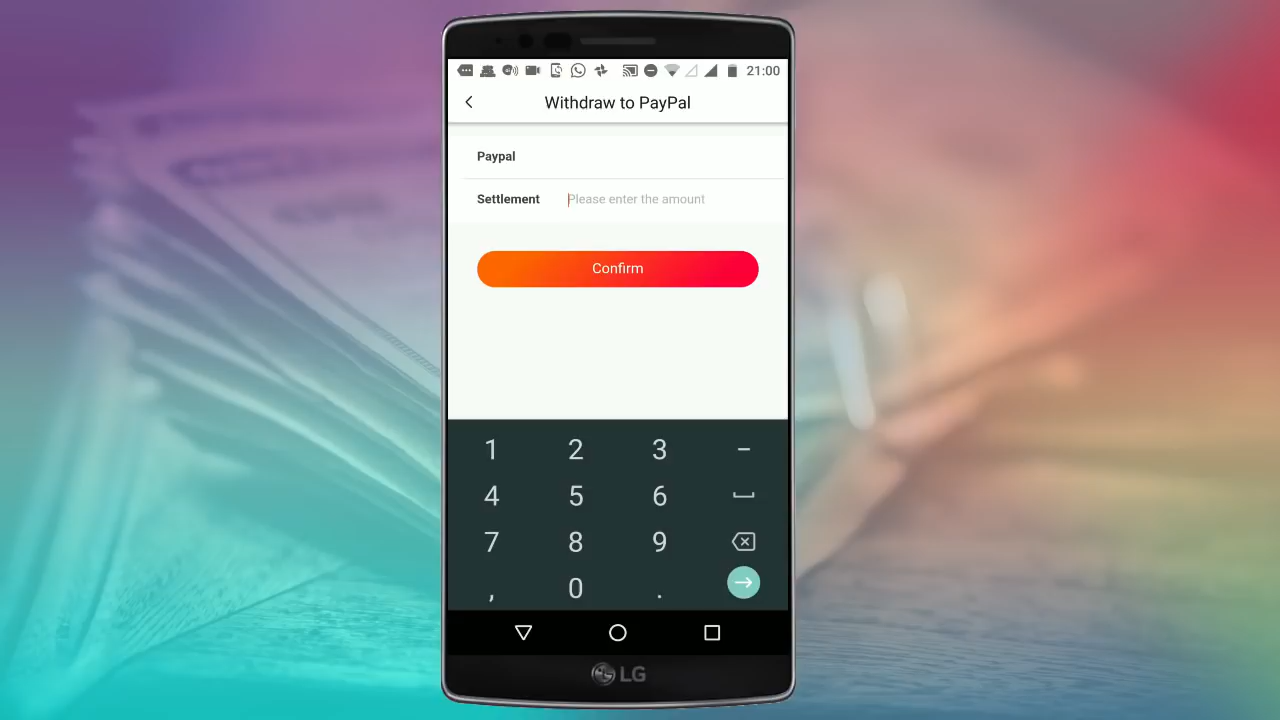 21:00
Withdraw to PayPal
Paypal
Settlement Please enter the amount
Confirm
1 2 3 –
4 5 6
7 8 9
, 0 .
LG